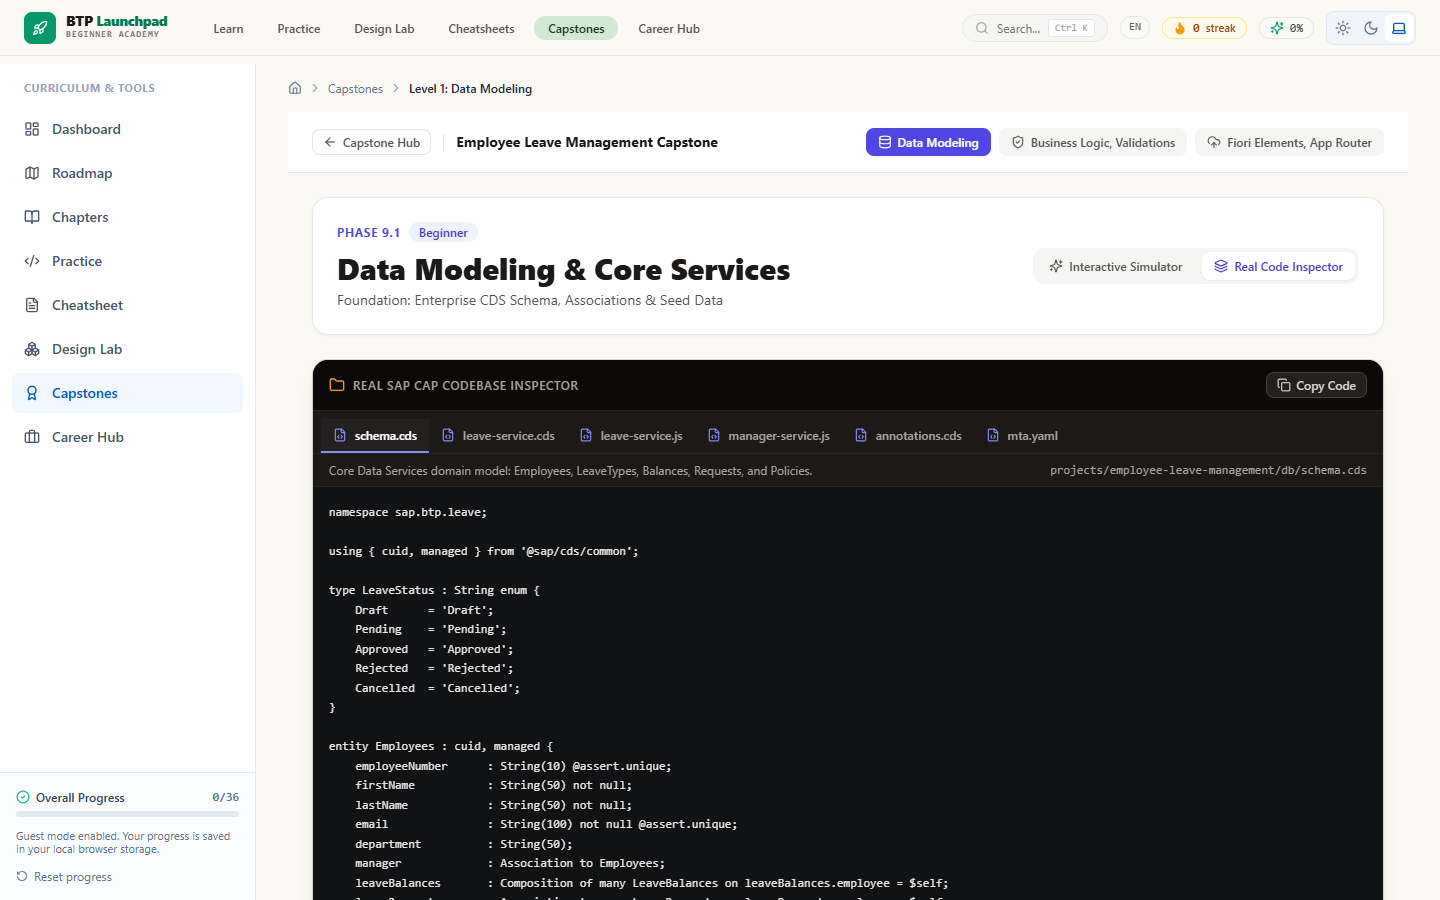 BTP Launchpad
BEGINNER ACADEMY
Learn
Practice
Design Lab
Cheatsheets
Capstones
Career Hub
Search...
Ctrl K
EN
0 streak
0%
CURRICULUM & TOOLS
Dashboard
Roadmap
Chapters
Practice
Cheatsheet
Design Lab
Capstones
Career Hub
Overall Progress 0/36
Guest mode enabled. Your progress is saved
in your local browser storage.
Reset progress
Capstones
Level 1: Data Modeling
Capstone Hub
Employee Leave Management Capstone
Data Modeling
Business Logic, Validations
Fiori Elements, App Router
PHASE 9.1
Beginner
Data Modeling & Core Services
Foundation: Enterprise CDS Schema, Associations & Seed Data
Interactive Simulator
Real Code Inspector
REAL SAP CAP CODEBASE INSPECTOR
Copy Code
schema.cds
leave-service.cds
leave-service.js
manager-service.js
annotations.cds
mta.yaml
Core Data Services domain model: Employees, LeaveTypes, Balances, Requests, and Policies.
projects/employee-leave-management/db/schema.cds
namespace sap.btp.leave;
using { cuid, managed } from '@sap/cds/common';
type LeaveStatus : String enum {
    Draft      = 'Draft';
    Pending    = 'Pending';
    Approved   = 'Approved';
    Rejected   = 'Rejected';
    Cancelled  = 'Cancelled';
}
entity Employees : cuid, managed {
    employeeNumber      : String(10) @assert.unique;
    firstName           : String(50) not null;
    lastName            : String(50) not null;
    email               : String(100) not null @assert.unique;
    department          : String(50);
    manager             : Association to Employees;
    leaveBalances       : Composition of many LeaveBalances on leaveBalances.employee = $self;